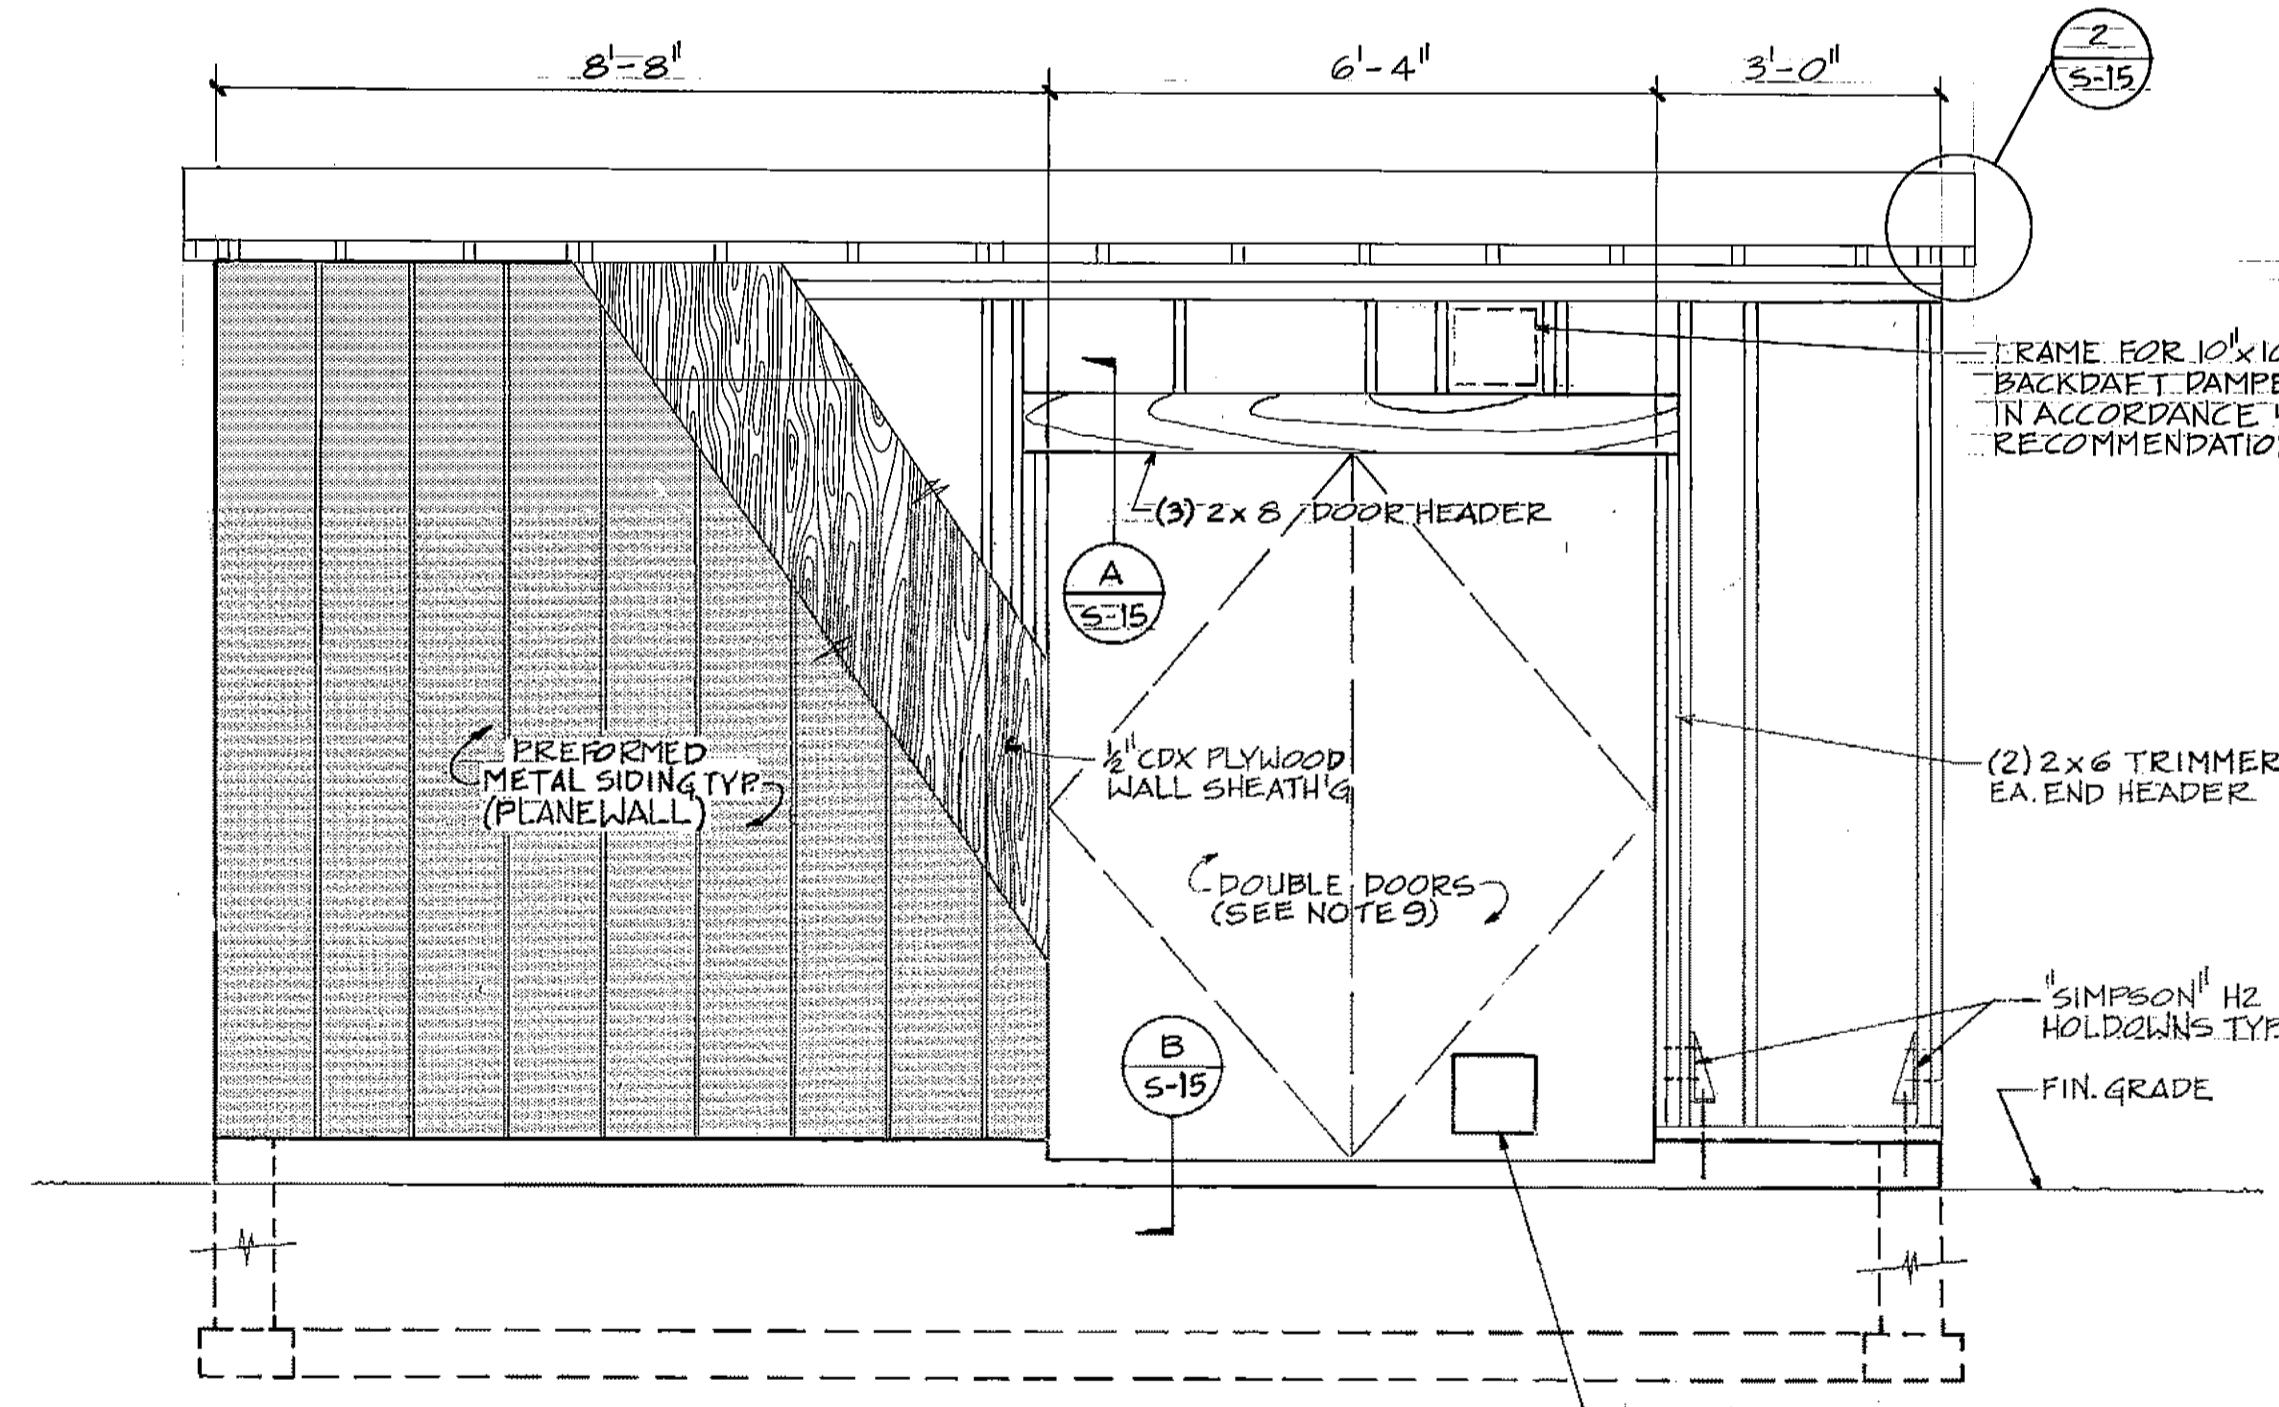 8'-8"
6'-4"
3'-0"
2
S-15
FRAME FOR 10"x10
BACKDAFT DAMPE
IN ACCORDANCE
RECOMMENDATIO
(3) 2x8 DOOR HEADER
A
S-15
PREFORMED
METAL SIDING TYP.
(PLANEWALL)
½" CDX PLYWOOD
WALL SHEATH'G
(2) 2x6 TRIMMER
EA. END HEADER
DOUBLE DOORS
(SEE NOTE 9)
"SIMPSON" H2
HOLDOWNS TYP.
B
S-15
FIN. GRADE